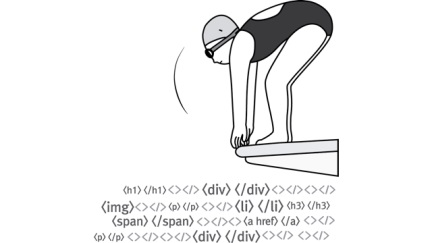 ⟨h1⟩ ⟨/h1⟩ <> </> ⟨div⟩ ⟨/div⟩ <> </> <> </>
⟨img⟩ <> </> ⟨p⟩ ⟨/p⟩ <> </> ⟨li⟩ ⟨/li⟩ ⟨h3⟩ ⟨/h3⟩
⟨span⟩ ⟨/span⟩ <> </> <> ⟨a href⟩ ⟨/a⟩ <> </>
⟨p⟩ ⟨/p⟩ <> </> <> </> ⟨div⟩ ⟨/div⟩ <> </> <> </>